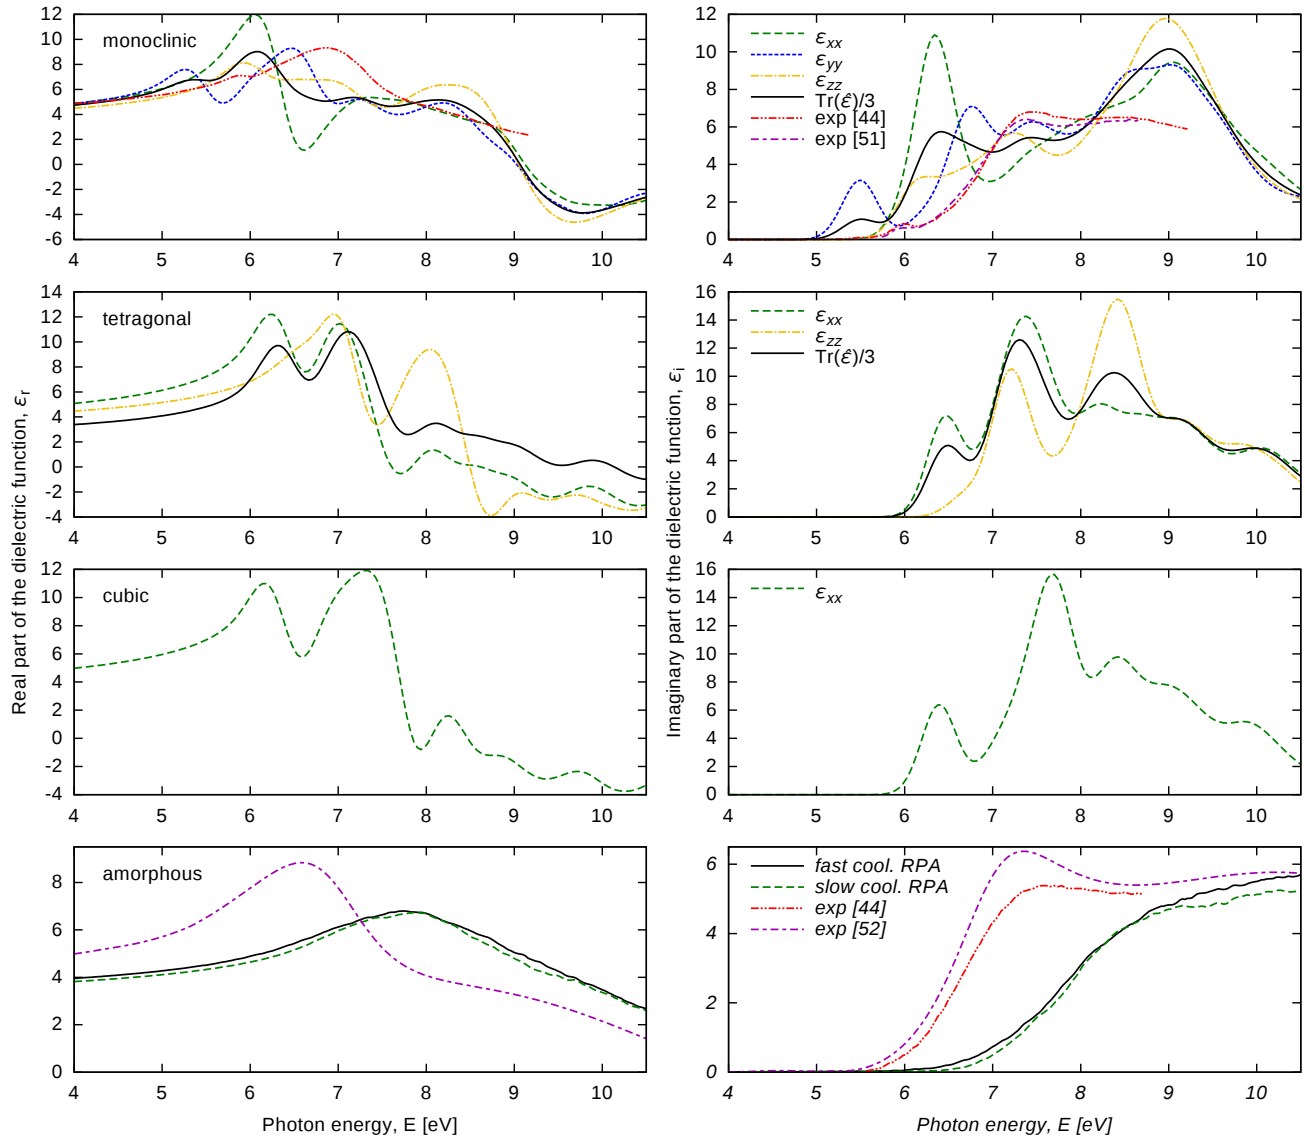 12
10
8
6
4
2
0
-2
-4
-6
monoclinic
4 5 6 7 8 9 10
12
10
8
6
4
2
0
εxx
εyy
εzz
Tr(ε̂)/3
exp [44]
exp [51]
4 5 6 7 8 9 10
Real part of the dielectric function, εr
14
12
10
8
6
4
2
0
-2
-4
tetragonal
4 5 6 7 8 9 10
Imaginary part of the dielectric function, εi
16
14
12
10
8
6
4
2
0
εxx
εzz
Tr(ε̂)/3
4 5 6 7 8 9 10
12
10
8
6
4
2
0
-2
-4
cubic
4 5 6 7 8 9 10
16
14
12
10
8
6
4
2
0
εxx
4 5 6 7 8 9 10
8
6
4
2
0
amorphous
4 5 6 7 8 9 10
Photon energy, E [eV]
6
4
2
0
fast cool. RPA
slow cool. RPA
exp [44]
exp [52]
4 5 6 7 8 9 10
Photon energy, E [eV]